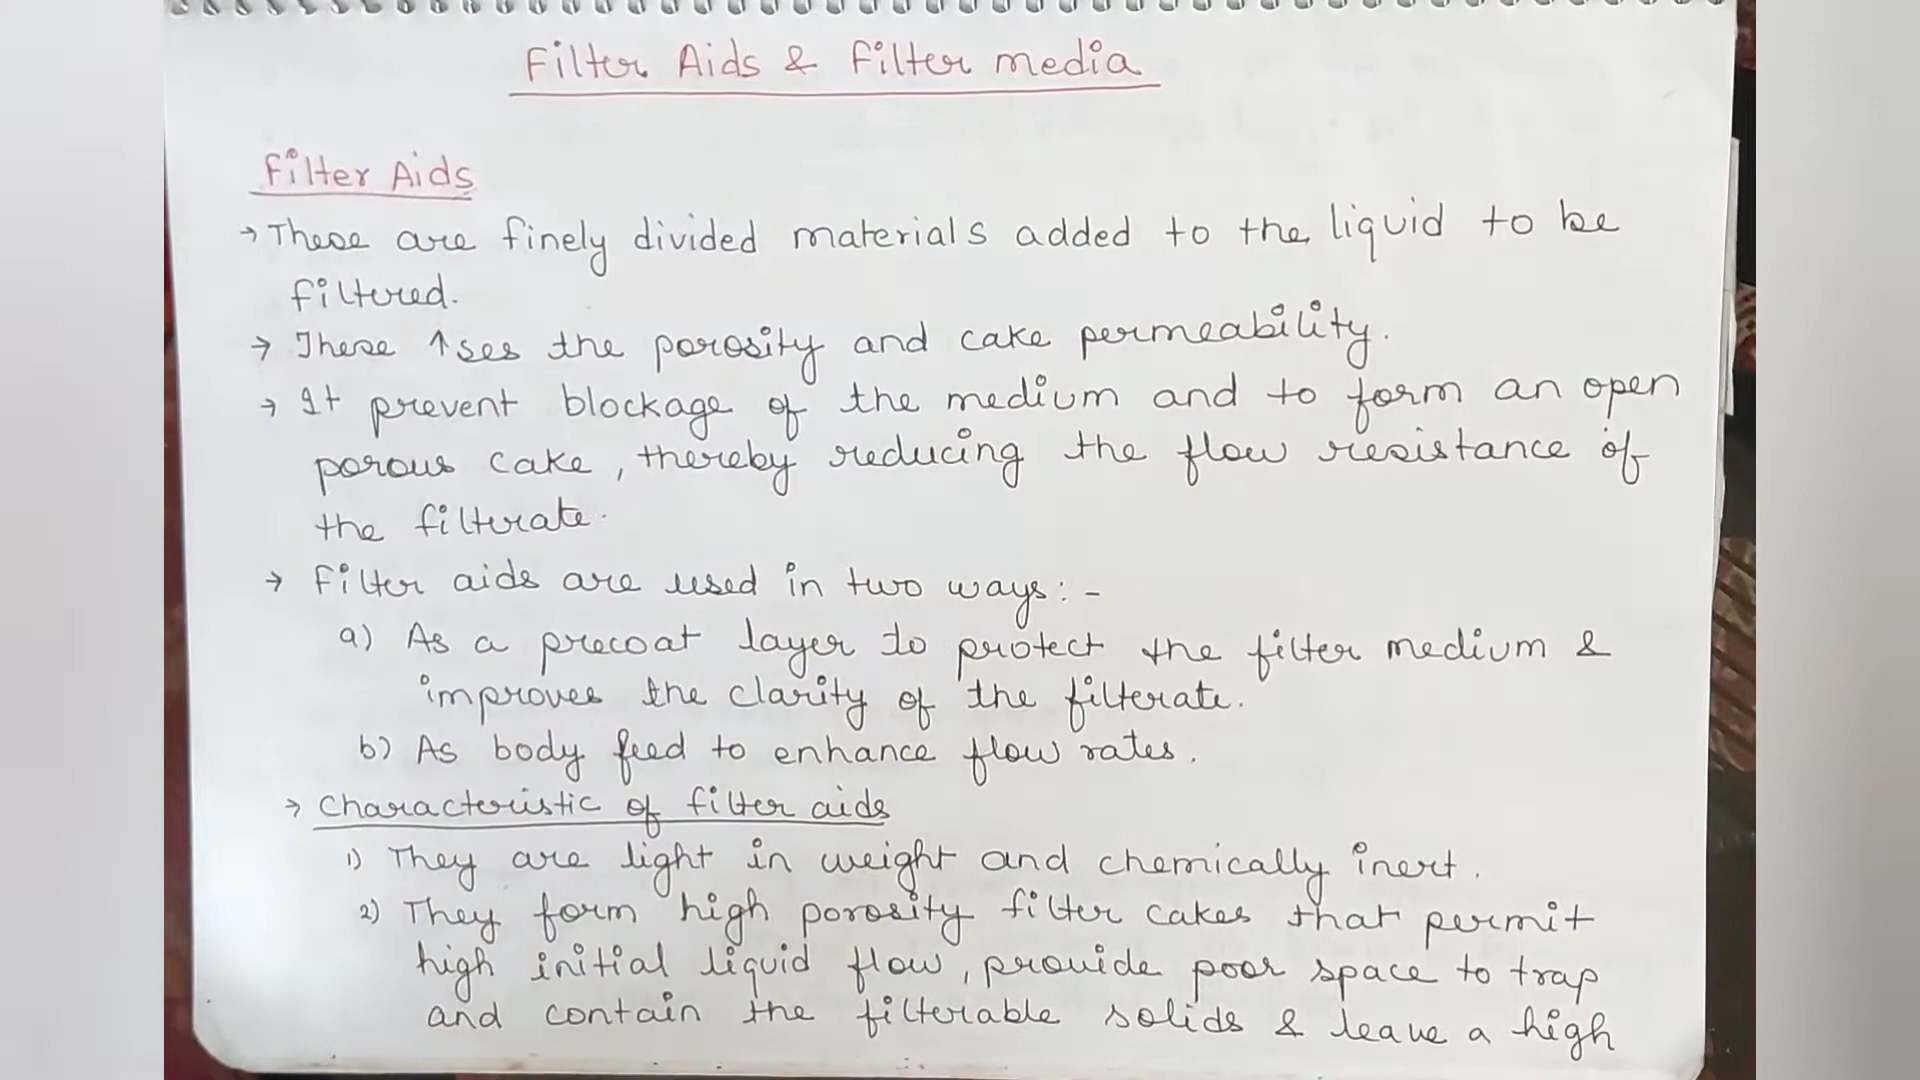 Filter Aids & Filter media
Filter Aids
→ These are finely divided materials added to the liquid to be
filtered.
→ These ↑ses the porosity and cake permeability.
→ It prevent blockage of the medium and to form an open
porous cake, thereby reducing the flow resistance of
the filterate.
→ Filter aids are used in two ways:-
a) As a precoat layer to protect the filter medium &
improves the clarity of the filterate.
b) As body feed to enhance flow rates.
→ Characteristic of filter aids
1) They are light in weight and chemically inert.
2) They form high porosity filter cakes that permit
high initial liquid flow, provide poor space to trap
and contain the filterable solids & leave a high